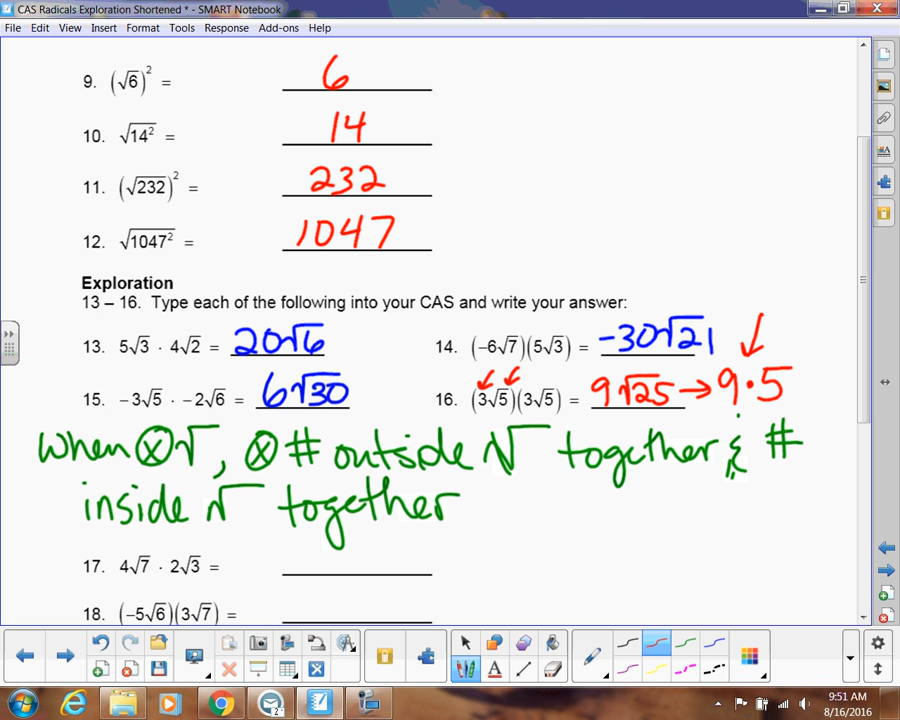 CAS Radicals Exploration Shortened * - SMART Notebook
File Edit View Insert Format Tools Response Add-ons Help
9. (√6)² = 6
10. √14² = 14
11. (√232)² = 232
12. √1047² = 1047
Exploration
13 – 16. Type each of the following into your CAS and write your answer:
13. 5√3 · 4√2 = 20√6 14. (−6√7)(5√3) = -30√21
15. −3√5 · −2√6 = 6√30 16. (3√5)(3√5) = 9√25 → 9·5
when ⊗√, ⊗ # outside √ together & #
inside √ together
17. 4√7 · 2√3 =
18. (−5√6)(3√7) =
9:51 AM
8/16/2016